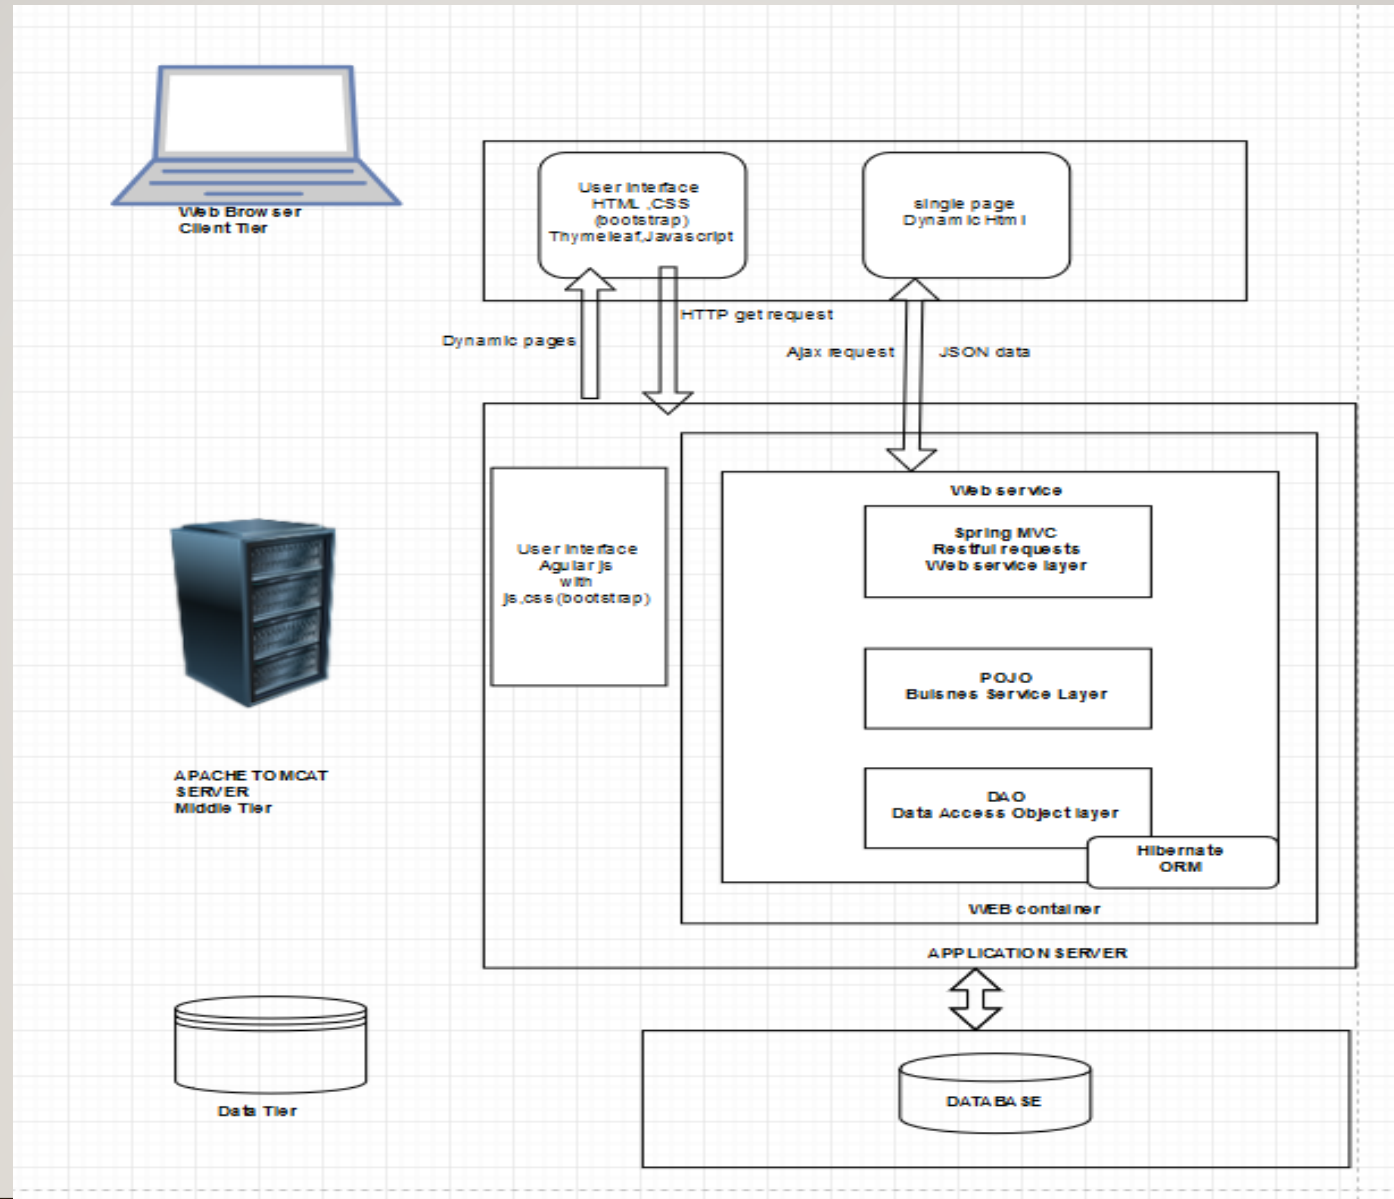 Web Browser
Client Tier
User Interface
HTML ,CSS
(bootstrap)
Thymeleaf,Javascript
single page
Dynamic Html
Dynamic pages
HTTP get request
Ajax request
JSON data
User Interface
Agular js
with
js,css(bootstrap)
Web service
Spring MVC
Restful requests
Web service layer
POJO
Buisnes Service Layer
DAO
Data Access Object layer
Hibernate
ORM
WEB container
APPLICATION SERVER
APACHE TOMCAT
SERVER
Middle Tier
Data Tier
DATABASE